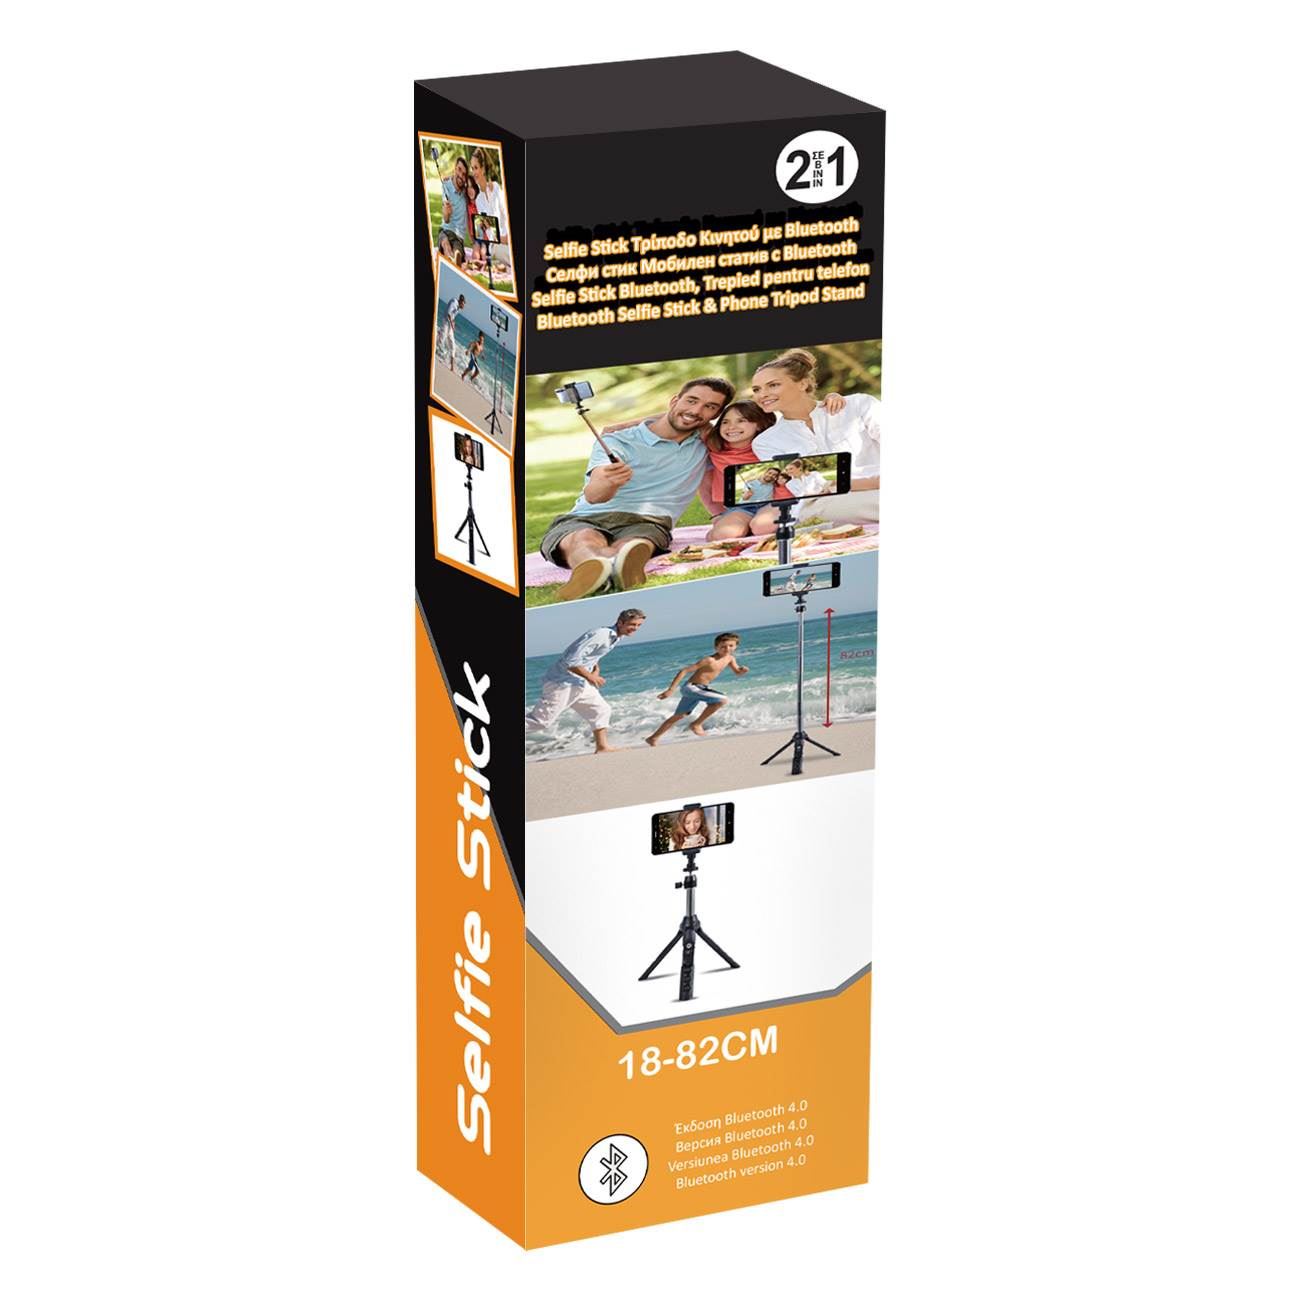 2 ΣΕ В IN IN 1
Selfie Stick Τρίποδο Κινητού με Bluetooth
Селфи стик Мобилен статив с Bluetooth
Selfie Stick Bluetooth, Trepied pentru telefon
Bluetooth Selfie Stick & Phone Tripod Stand
82cm
Selfie Stick
18-82CM
Έκδοση Bluetooth 4.0
Версия Bluetooth 4.0
Versiunea Bluetooth 4.0
Bluetooth version 4.0